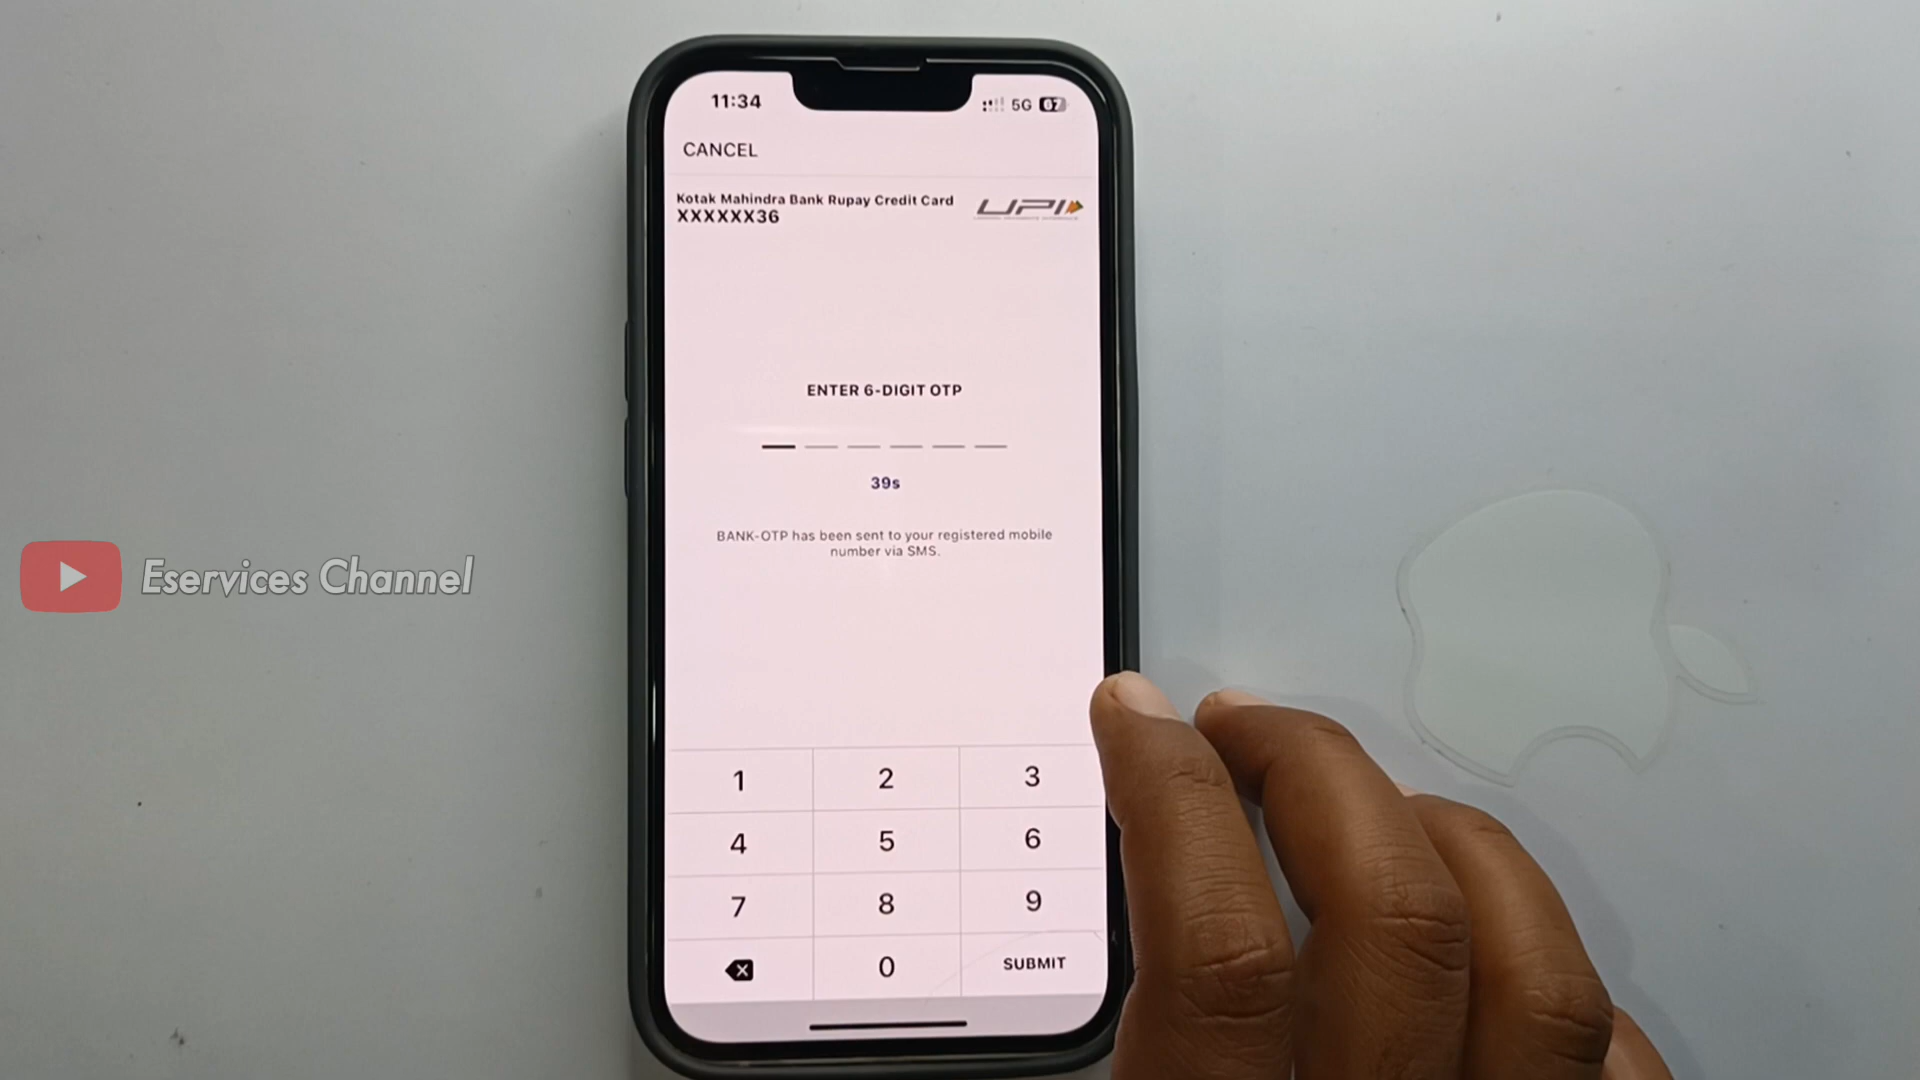 11:34
5G 67
CANCEL
Kotak Mahindra Bank Rupay Credit Card
XXXXXX36
UPI
ENTER 6-DIGIT OTP
39s
BANK-OTP has been sent to your registered mobile
number via SMS.
Eservices Channel
1 2 3
4 5 6
7 8 9
0 SUBMIT